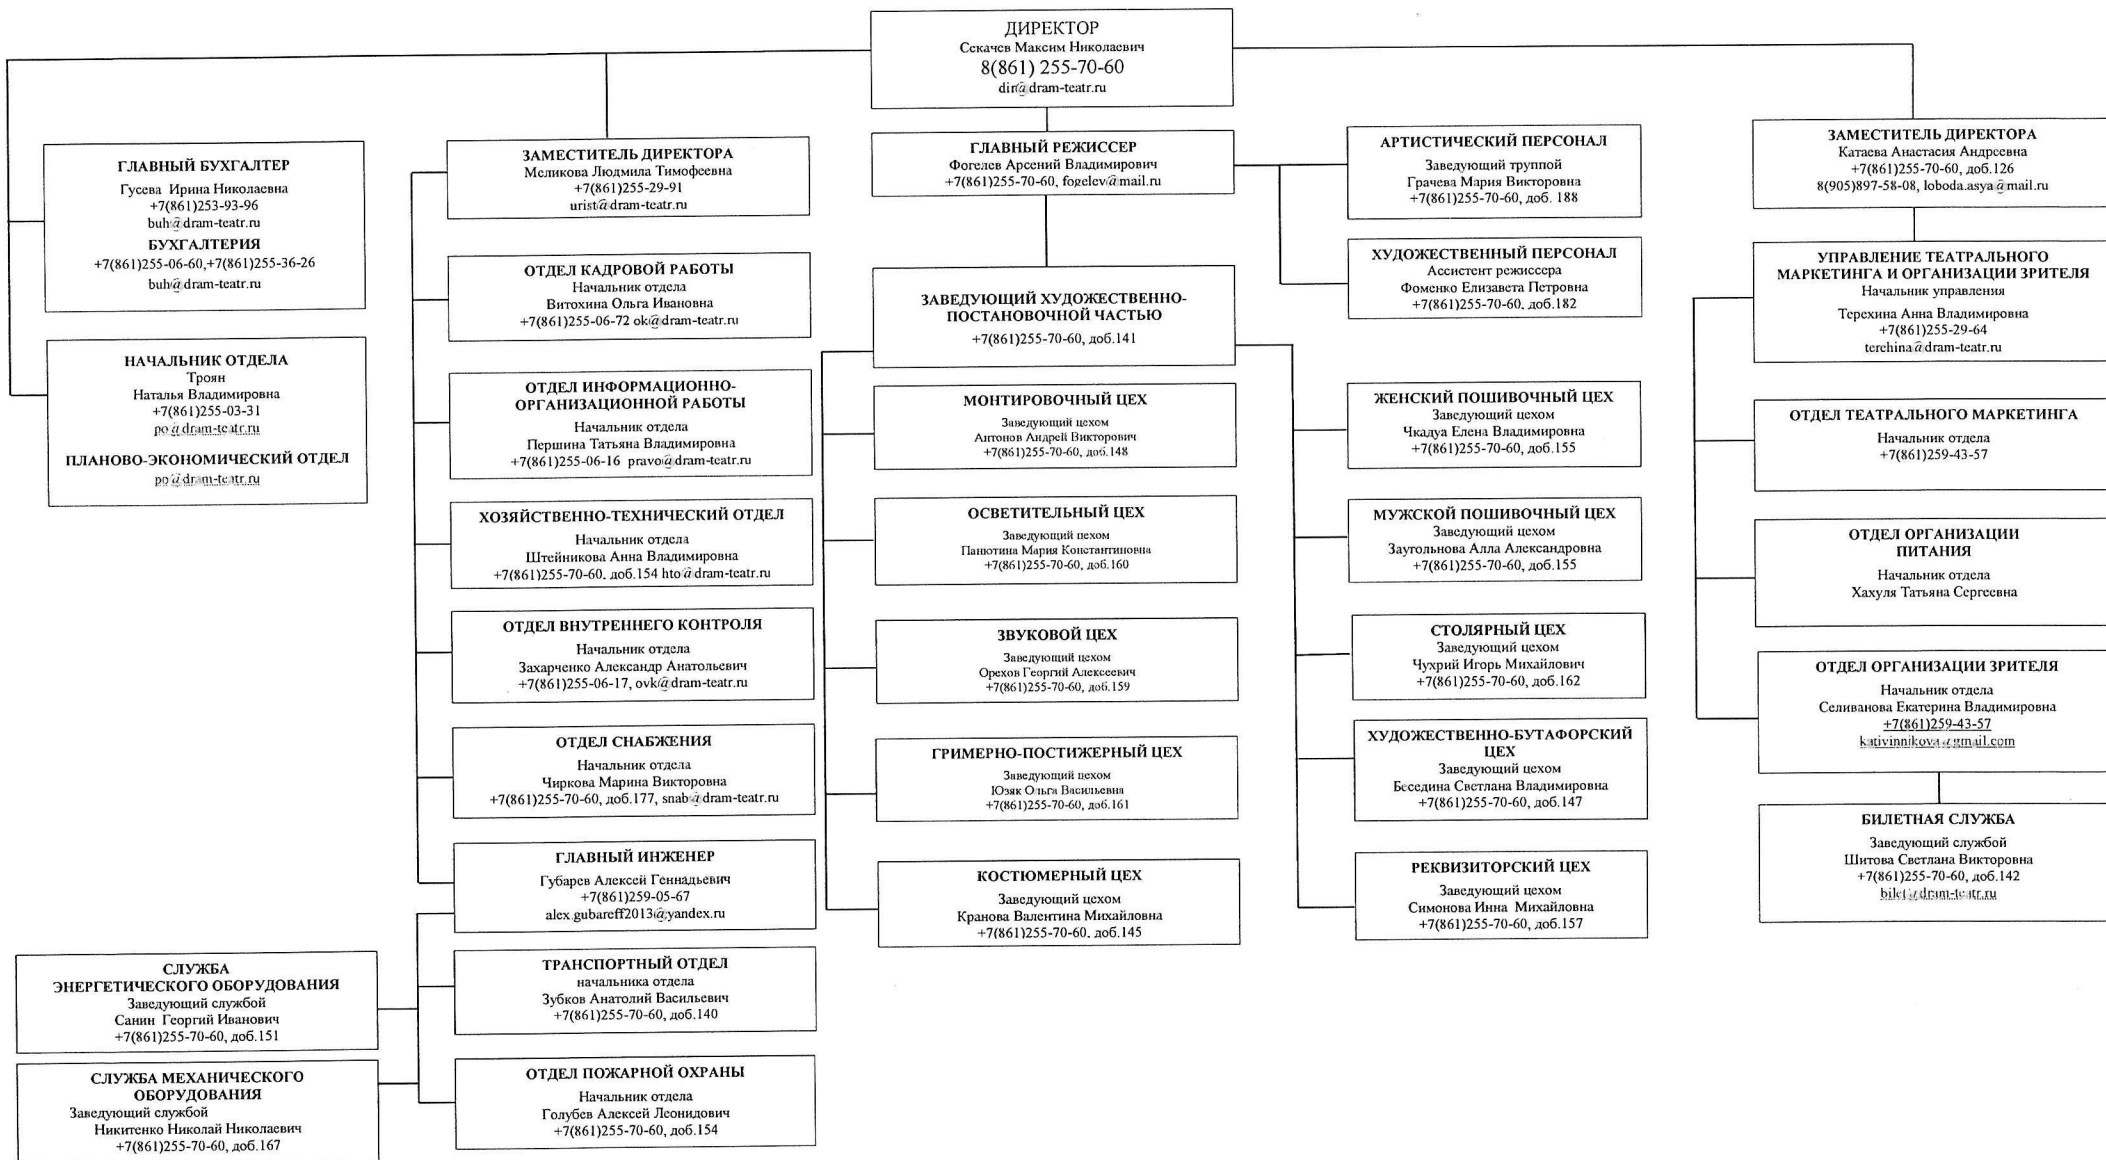 ДИРЕКТОР
Секачев Максим Николаевич
8(861) 255-70-60
dir@dram-teatr.ru
ГЛАВНЫЙ БУХГАЛТЕР
Гусева Ирина Николаевна
+7(861)253-93-96
buh@dram-teatr.ru
БУХГАЛТЕРИЯ
+7(861)255-06-60,+7(861)255-36-26
buh@dram-teatr.ru
НАЧАЛЬНИК ОТДЕЛА
Троян
Наталья Владимировна
+7(861)255-03-31
po@dram-teatr.ru
ПЛАНОВО-ЭКОНОМИЧЕСКИЙ ОТДЕЛ
po@dram-teatr.ru
ЗАМЕСТИТЕЛЬ ДИРЕКТОРА
Меликова Людмила Тимофеевна
+7(861)255-29-91
urist@dram-teatr.ru
ОТДЕЛ КАДРОВОЙ РАБОТЫ
Начальник отдела
Витохина Ольга Ивановна
+7(861)255-06-72 ok@dram-teatr.ru
ОТДЕЛ ИНФОРМАЦИОННО-
ОРГАНИЗАЦИОННОЙ РАБОТЫ
Начальник отдела
Першина Татьяна Владимировна
+7(861)255-06-16 pravo@dram-teatr.ru
ХОЗЯЙСТВЕННО-ТЕХНИЧЕСКИЙ ОТДЕЛ
Начальник отдела
Штейникова Анна Владимировна
+7(861)255-70-60, доб.154 hto@dram-teatr.ru
ОТДЕЛ ВНУТРЕННЕГО КОНТРОЛЯ
Начальник отдела
Захарченко Александр Анатольевич
+7(861)255-06-17, ovk@dram-teatr.ru
ОТДЕЛ СНАБЖЕНИЯ
Начальник отдела
Чиркова Марина Викторовна
+7(861)255-70-60, доб.177, snab@dram-teatr.ru
ГЛАВНЫЙ ИНЖЕНЕР
Губарев Алексей Геннадьевич
+7(861)259-05-67
alex.gubareff2013@yandex.ru
СЛУЖБА
ЭНЕРГЕТИЧЕСКОГО ОБОРУДОВАНИЯ
Заведующий службой
Санин Георгий Иванович
+7(861)255-70-60, доб.151
СЛУЖБА МЕХАНИЧЕСКОГО
ОБОРУДОВАНИЯ
Заведующий службой
Никитенко Николай Николаевич
+7(861)255-70-60, доб.167
ТРАНСПОРТНЫЙ ОТДЕЛ
начальника отдела
Зубков Анатолий Васильевич
+7(861)255-70-60, доб.140
ОТДЕЛ ПОЖАРНОЙ ОХРАНЫ
Начальник отдела
Голубев Алексей Леонидович
+7(861)255-70-60, доб.154
ГЛАВНЫЙ РЕЖИССЕР
Фогелев Арсений Владимирович
+7(861)255-70-60, fogelev@mail.ru
ЗАВЕДУЮЩИЙ ХУДОЖЕСТВЕННО-
ПОСТАНОВОЧНОЙ ЧАСТЬЮ
+7(861)255-70-60, доб.141
МОНТИРОВОЧНЫЙ ЦЕХ
Заведующий цехом
Антонов Андрей Викторович
+7(861)255-70-60, доб.148
ОСВЕТИТЕЛЬНЫЙ ЦЕХ
Заведующий цехом
Панютина Мария Константиновна
+7(861)255-70-60, доб.160
ЗВУКОВОЙ ЦЕХ
Заведующий цехом
Орехов Георгий Алексеевич
+7(861)255-70-60, доб.159
ГРИМЕРНО-ПОСТИЖЕРНЫЙ ЦЕХ
Заведующий цехом
Юзяк Ольга Васильевна
+7(861)255-70-60, доб.161
КОСТЮМЕРНЫЙ ЦЕХ
Заведующий цехом
Кранова Валентина Михайловна
+7(861)255-70-60, доб.145
АРТИСТИЧЕСКИЙ ПЕРСОНАЛ
Заведующий труппой
Грачева Мария Викторовна
+7(861)255-70-60, доб. 188
ХУДОЖЕСТВЕННЫЙ ПЕРСОНАЛ
Ассистент режиссера
Фоменко Елизавета Петровна
+7(861)255-70-60, доб.182
ЖЕНСКИЙ ПОШИВОЧНЫЙ ЦЕХ
Заведующий цехом
Чкадуа Елена Владимировна
+7(861)255-70-60, доб.155
МУЖСКОЙ ПОШИВОЧНЫЙ ЦЕХ
Заведующий цехом
Заугольнова Алла Александровна
+7(861)255-70-60, доб.155
СТОЛЯРНЫЙ ЦЕХ
Заведующий цехом
Чухрий Игорь Михайлович
+7(861)255-70-60, доб.162
ХУДОЖЕСТВЕННО-БУТАФОРСКИЙ
ЦЕХ
Заведующий цехом
Беседина Светлана Владимировна
+7(861)255-70-60, доб.147
РЕКВИЗИТОРСКИЙ ЦЕХ
Заведующий цехом
Симонова Инна Михайловна
+7(861)255-70-60, доб.157
ЗАМЕСТИТЕЛЬ ДИРЕКТОРА
Катаева Анастасия Андреевна
+7(861)255-70-60, доб.126
8(905)897-58-08, loboda.asya@mail.ru
УПРАВЛЕНИЕ ТЕАТРАЛЬНОГО
МАРКЕТИНГА И ОРГАНИЗАЦИИ ЗРИТЕЛЯ
Начальник управления
Терехина Анна Владимировна
+7(861)255-29-64
terehina@dram-teatr.ru
ОТДЕЛ ТЕАТРАЛЬНОГО МАРКЕТИНГА
Начальник отдела
+7(861)259-43-57
ОТДЕЛ ОРГАНИЗАЦИИ
ПИТАНИЯ
Начальник отдела
Хахуля Татьяна Сергеевна
ОТДЕЛ ОРГАНИЗАЦИИ ЗРИТЕЛЯ
Начальник отдела
Селиванова Екатерина Владимировна
+7(861)259-43-57
kativinnikova@gmail.com
БИЛЕТНАЯ СЛУЖБА
Заведующий службой
Шитова Светлана Викторовна
+7(861)255-70-60, доб.142
bilet@dram-teatr.ru